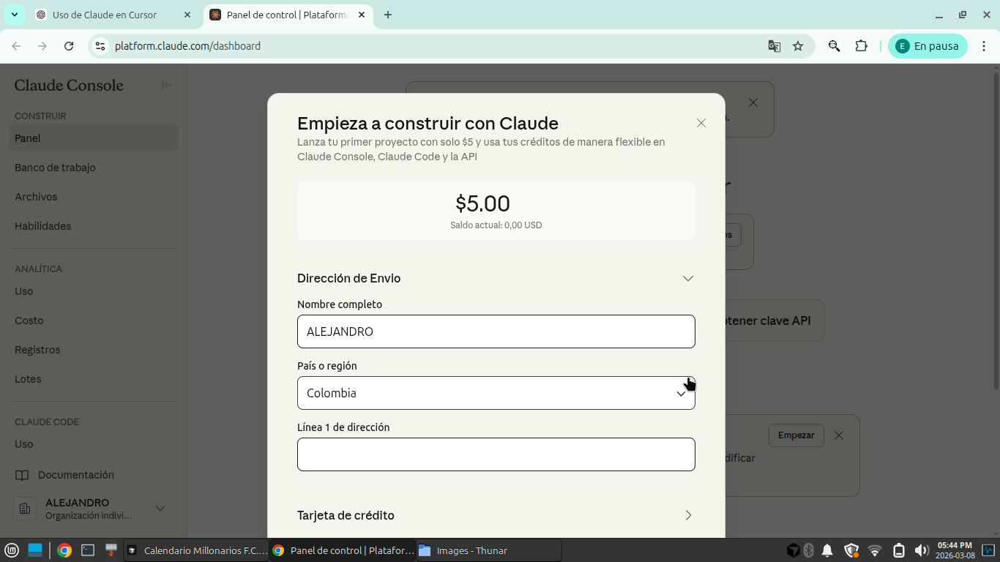 Uso de Claude en Cursor
Panel de control | Plataforma
platform.claude.com/dashboard
E
En pausa
Claude Console
CONSTRUIR
Panel
Banco de trabajo
Archivos
Habilidades
ANALÍTICA
Uso
Costo
Registros
Lotes
CLAUDE CODE
Uso
Documentación
ALEJANDRO
Organización indivi...
Empieza a construir con Claude
Lanza tu primer proyecto con solo $5 y usa tus créditos de manera flexible en
Claude Console, Claude Code y la API
$5.00
Saldo actual: 0,00 USD
Dirección de Envio
Nombre completo
ALEJANDRO
País o región
Colombia
Línea 1 de dirección
Tarjeta de crédito
btener clave API
Empezar
dificar
Calendario Millonarios F.C....
Panel de control | Platafor...
Images - Thunar
05:44 PM
2026-03-08